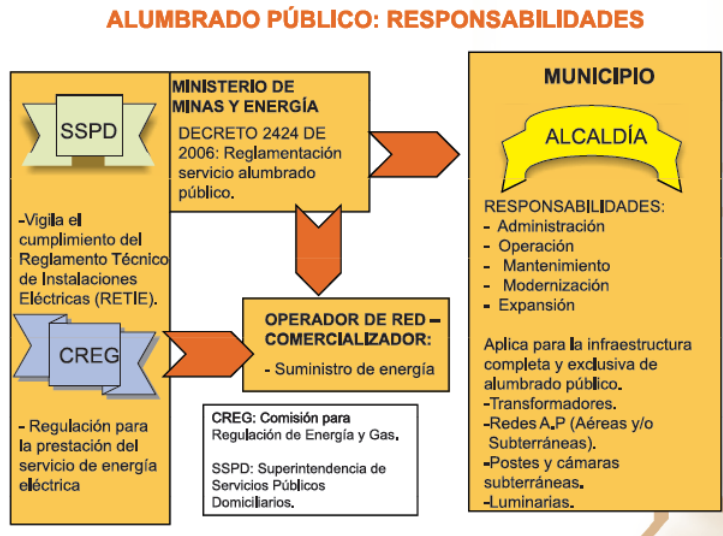 ALUMBRADO PÚBLICO: RESPONSABILIDADES
SSPD
-Vigila el
cumplimiento del
Reglamento Técnico
de Instalaciones
Eléctricas (RETIE).
CREG
- Regulación para
la prestación del
servicio de energía
eléctrica
MINISTERIO DE
MINAS Y ENERGÍA
DECRETO 2424 DE
2006: Reglamentación
servicio alumbrado
público.
OPERADOR DE RED –
COMERCIALIZADOR:
- Suministro de energía
CREG: Comisión para
Regulación de Energía y Gas.
SSPD: Superintendencia de
Servicios Públicos
Domiciliarios.
MUNICIPIO
ALCALDÍA
RESPONSABILIDADES:
- Administración
- Operación
- Mantenimiento
- Modernización
- Expansión
Aplica para la infraestructura
completa y exclusiva de
alumbrado público.
-Transformadores.
-Redes A.P (Aéreas y/o
Subterráneas).
-Postes y cámaras
subterráneas.
-Luminarias.